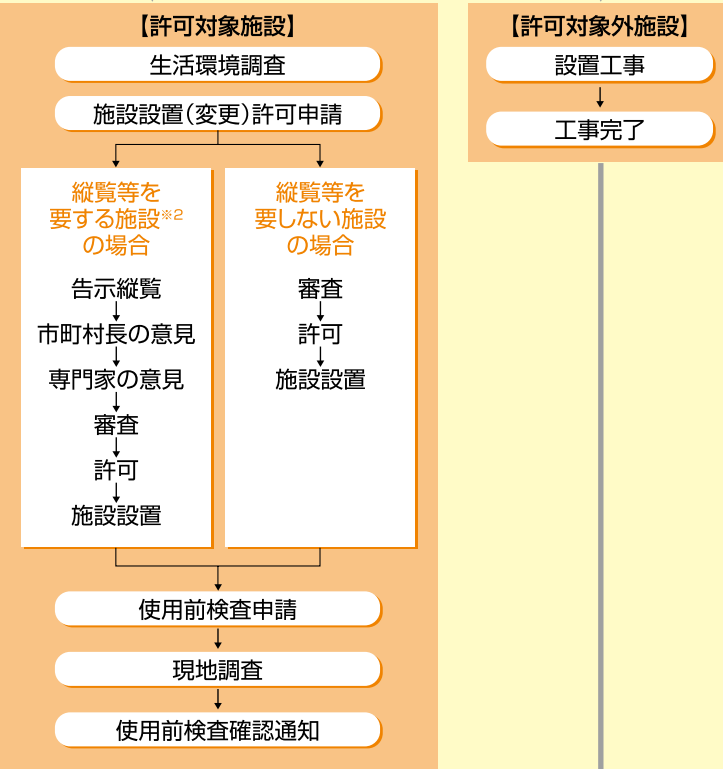 【許可対象施設】
生活環境調査
施設設置(変更)許可申請
縦覧等を
要する施設※2
の場合
告示縦覧
市町村長の意見
専門家の意見
審査
許可
施設設置
縦覧等を
要しない施設
の場合
審査
許可
施設設置
使用前検査申請
現地調査
使用前検査確認通知
【許可対象外施設】
設置工事
工事完了